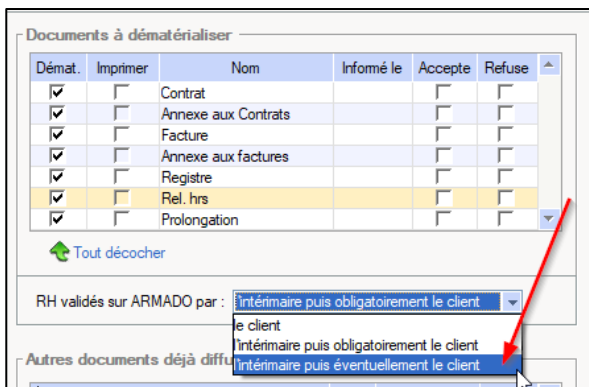 Documents à dématérialiser
Démat. Imprimer Nom Informé le Accepte Refuse
Contrat
Annexe aux Contrats
Facture
Annexe aux factures
Registre
Rel. hrs
Prolongation
Tout décocher
RH validés sur ARMADO par : l'intérimaire puis obligatoirement le client
le client
l'intérimaire puis obligatoirement le client
l'intérimaire puis éventuellement le client
Autres documents déjà